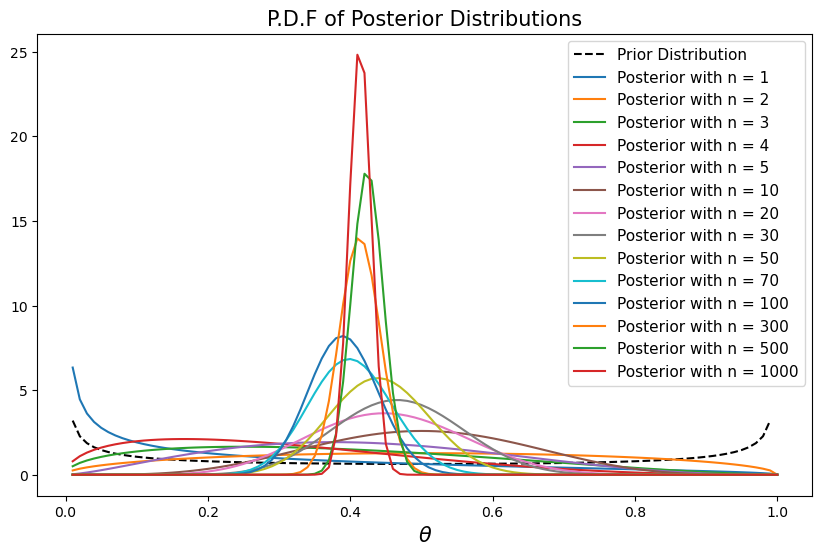 P.D.F of Posterior Distributions
25
20
15
10
5
0
0.0
0.2
0.4
0.6
0.8
1.0
θ
Prior Distribution
Posterior with n = 1
Posterior with n = 2
Posterior with n = 3
Posterior with n = 4
Posterior with n = 5
Posterior with n = 10
Posterior with n = 20
Posterior with n = 30
Posterior with n = 50
Posterior with n = 70
Posterior with n = 100
Posterior with n = 300
Posterior with n = 500
Posterior with n = 1000